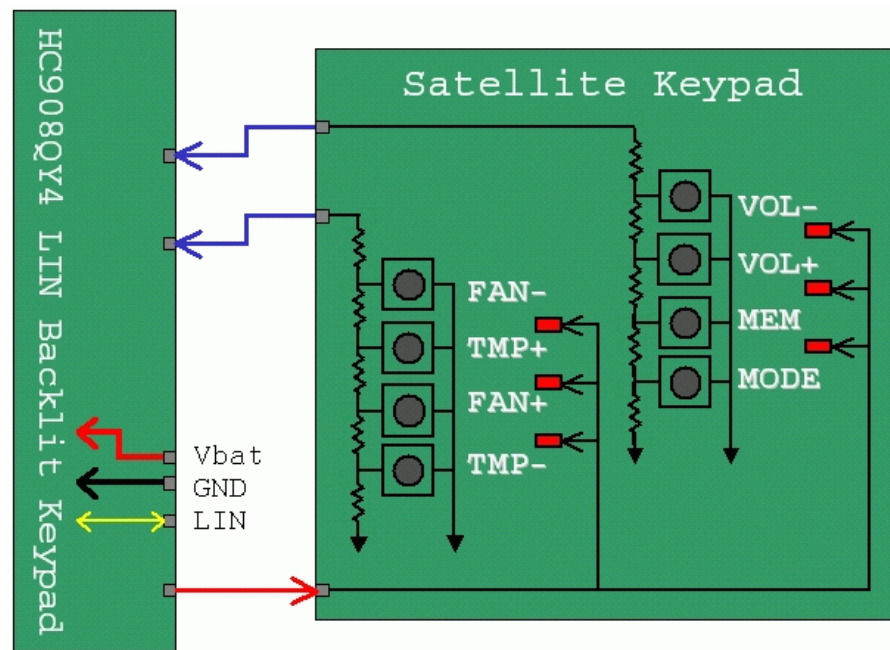 HC908QY4 LIN Backlit Keypad
Satellite Keypad
VOL-
VOL+
MEM
MODE
FAN-
TMP+
FAN+
TMP-
Vbat
GND
LIN